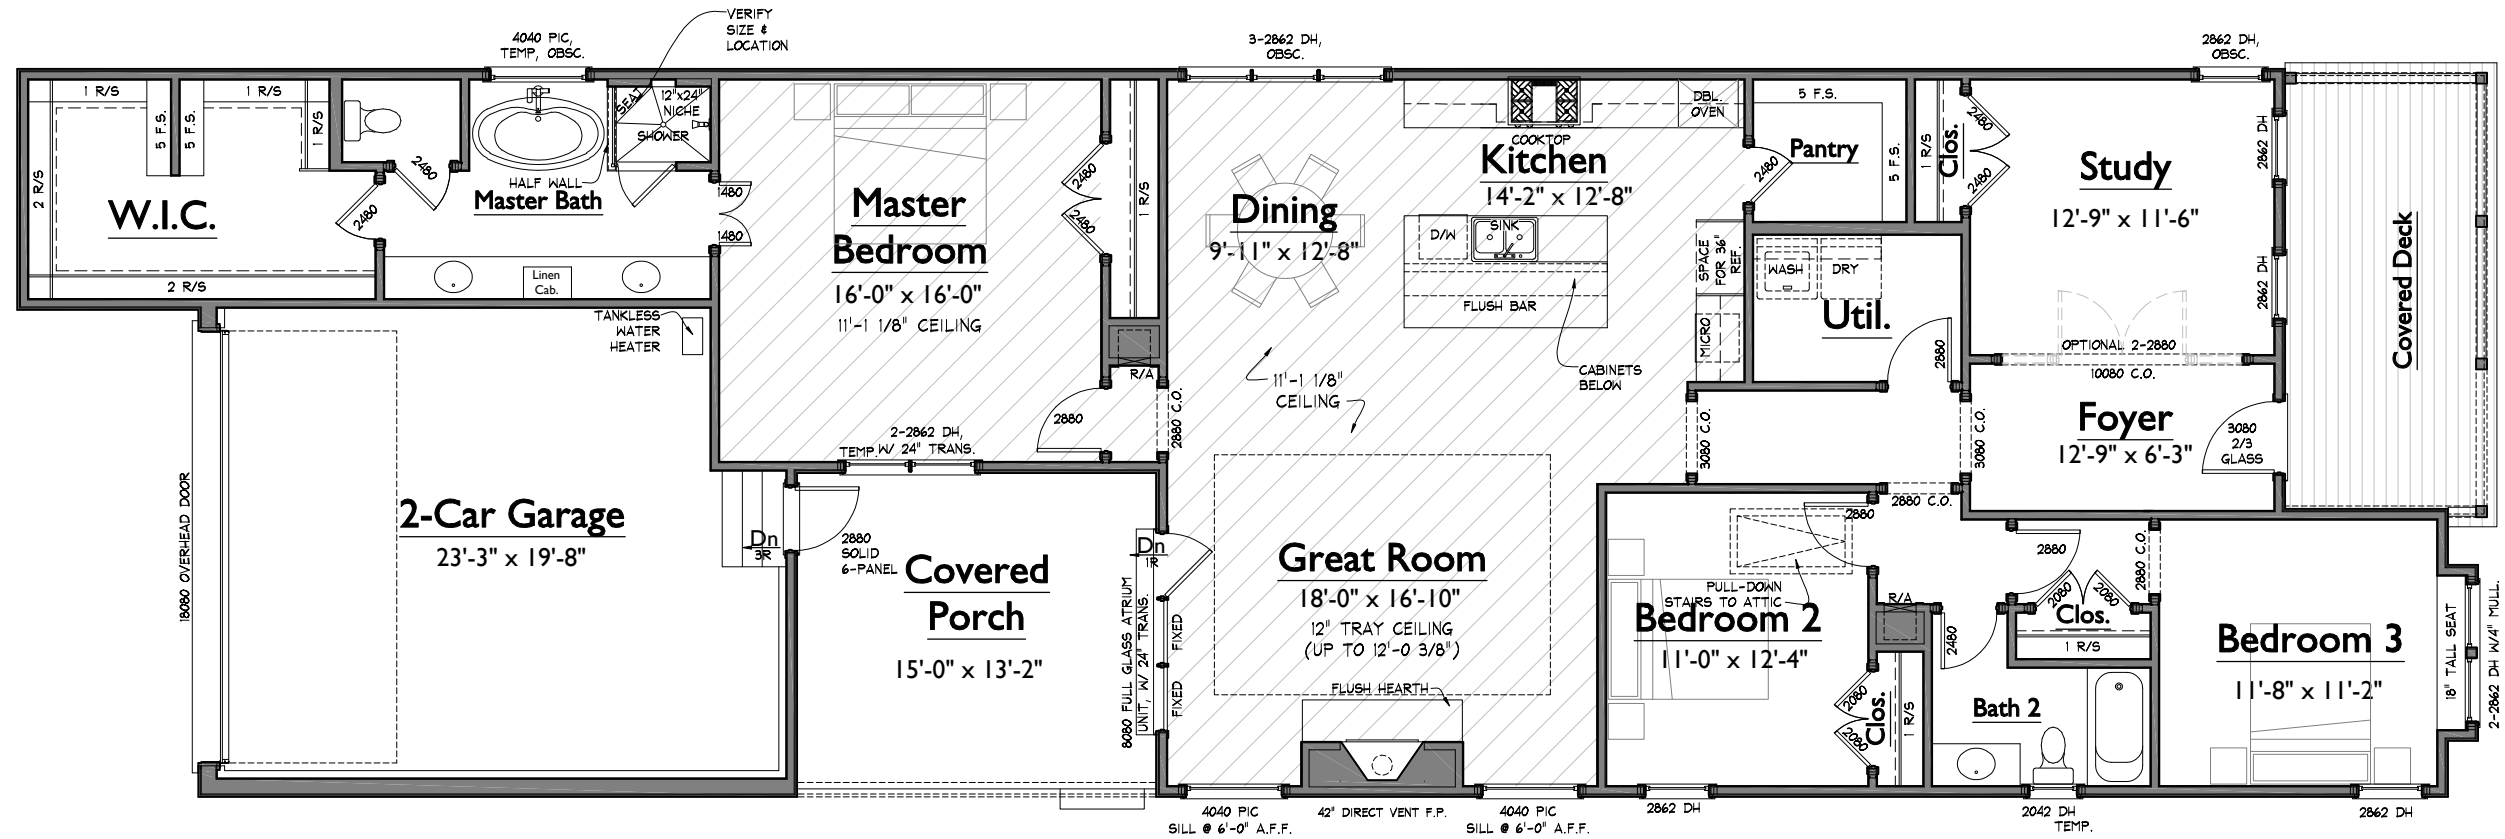 VERIFY
SIZE &
LOCATION
4040 PIC,
TEMP, OBSC.
3-2862 DH,
OBSC.
2862 DH,
OBSC.
1 R/S
1 R/S
5 F.S.
5 F.S.
1 R/S
2 R/S
2 R/S
W.I.C.
2480
2480
SEAT
12"x24"
NICHE
SHOWER
HALF WALL
Master Bath
1480
1480
Linen
Cab.
Master
Bedroom
16'-0" x 16'-0"
11'-1 1/8" CEILING
2480
2480
1 R/S
R/A
2880
2880 C.O.
2-2862 DH,
TEMP. W/ 24" TRANS.
Dining
9'-11" x 12'-8"
COOKTOP
DBL.
OVEN
Kitchen
14'-2" x 12'-8"
D/W
SINK
FLUSH BAR
SPACE
FOR 36"
REF.
MICRO
CABINETS
BELOW
11'-1 1/8"
CEILING
5 F.S.
Pantry
5 F.S.
2480
1 R/S
Clos.
2480
2480
Study
12'-9" x 11'-6"
2862 DH
2862 DH
WASH
DRY
Util.
2880
OPTIONAL 2-2880
10080 C.O.
Foyer
12'-9" x 6'-3"
3080
2/3
GLASS
Covered Deck
3080 C.O.
3080 C.O.
2880 C.O.
TANKLESS
WATER
HEATER
18080 OVERHEAD DOOR
2-Car Garage
23'-3" x 19'-8"
Dn
3R
2880
SOLID
6-PANEL
Covered
Porch
15'-0" x 13'-2"
Dn
1R
8080 FULL GLASS ATRIUM
UNIT, W/ 24" TRANS.
FIXED
FIXED
Great Room
18'-0" x 16'-10"
12" TRAY CEILING
(UP TO 12'-0 3/8")
FLUSH HEARTH
2880
PULL-DOWN
STAIRS TO ATTIC
Bedroom 2
11'-0" x 12'-4"
R/A
2080
2080
Clos.
1 R/S
2880
2480
2080
2080
Clos.
1 R/S
2880 C.O.
Bath 2
Bedroom 3
11'-8" x 11'-2"
18" TALL SEAT
2-2862 DH W/4" MULL.
4040 PIC
SILL @ 6'-0" A.F.F.
42" DIRECT VENT F.P.
4040 PIC
SILL @ 6'-0" A.F.F.
2862 DH
2042 DH
TEMP.
2862 DH